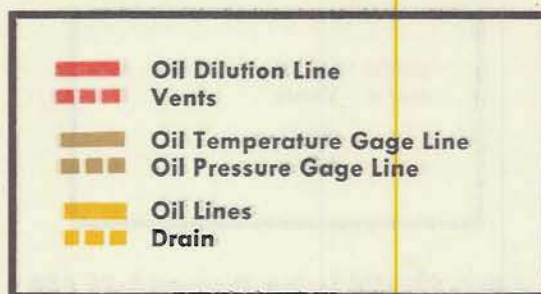 Oil Dilution Line
Vents
Oil Temperature Gage Line
Oil Pressure Gage Line
Oil Lines
Drain